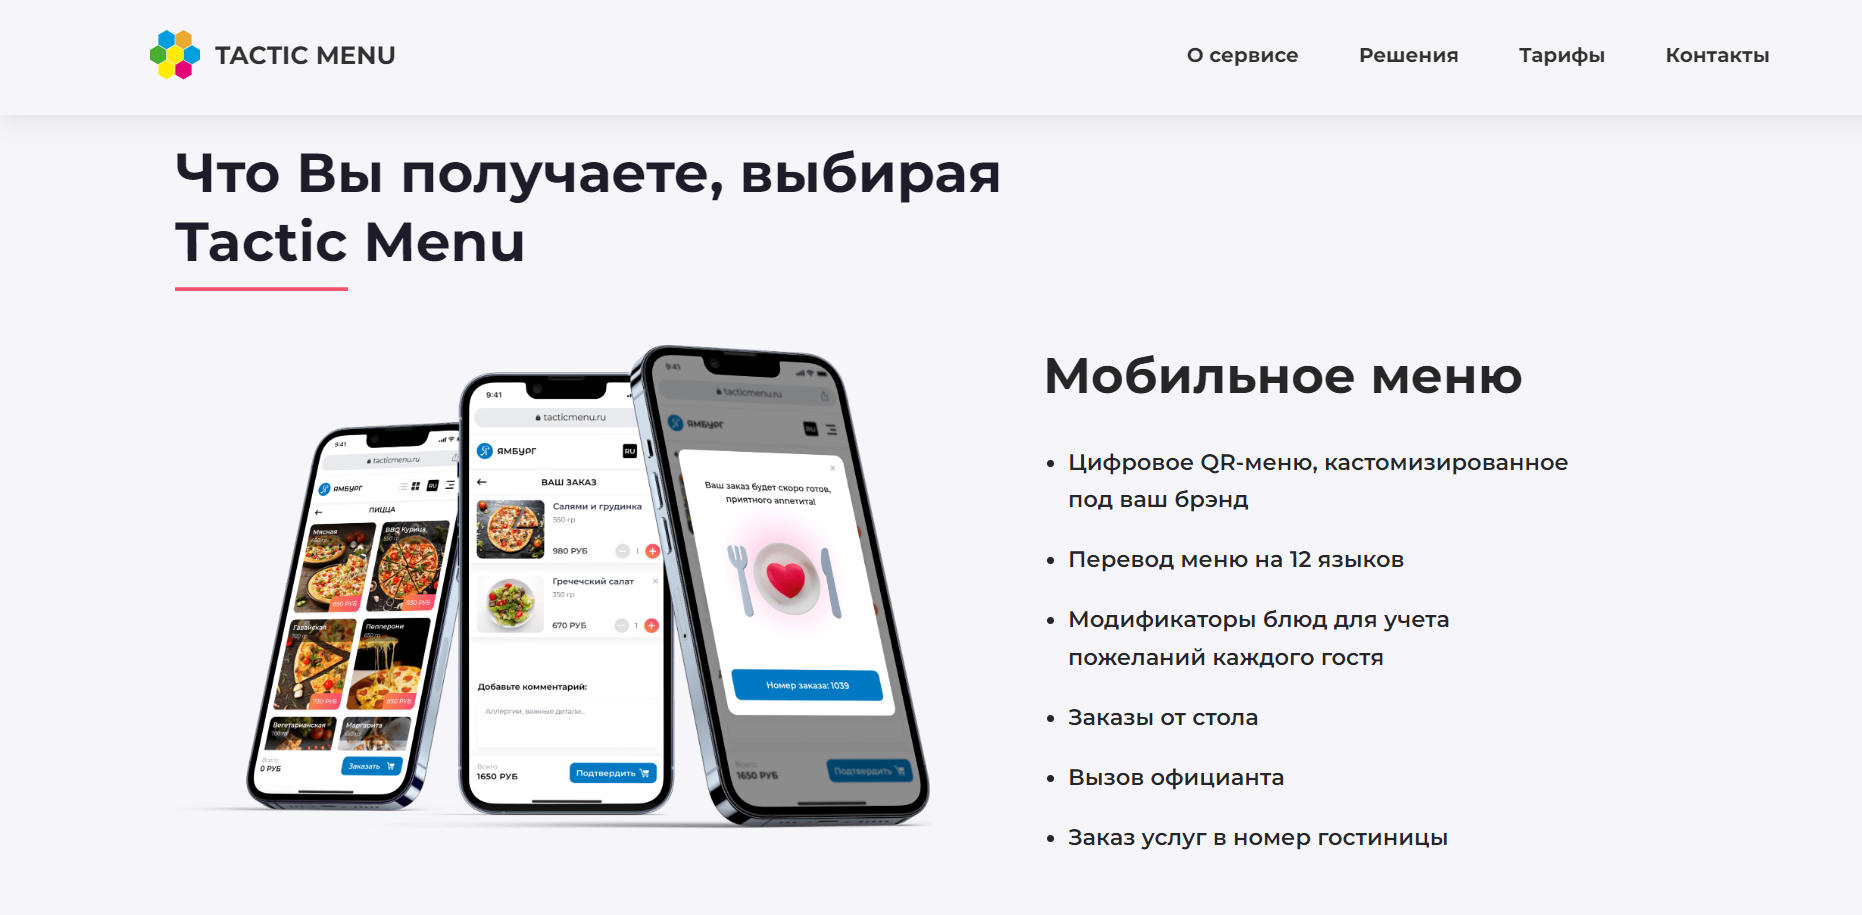 TACTIC MENU
О сервисе
Решения
Тарифы
Контакты
Что Вы получаете, выбирая
Tactic Menu
9:41
tacticmenu.ru
ЯМБУРГ
RU
ПИЦЦА
Мясная
BBQ Курица
650 РУБ
930 РУБ
Гавайская
Пепперони
730 РУБ
830 РУБ
Вегетарианская
Маргарита
Всего:
0 РУБ
Заказать
9:41
tacticmenu.ru
ЯМБУРГ
RU
ВАШ ЗАКАЗ
Салями и грудинка
550 гр
980 РУБ
1
Гречечский салат
350 гр
670 РУБ
1
Добавьте комментарий:
Аллергии, важные детали...
Всего:
1650 РУБ
Подтвердить
9:41
tacticmenu.ru
ЯМБУРГ
RU
Ваш заказ будет скоро готов,
приятного аппетита!
Номер заказа: 1039
Всего:
1650 РУБ
Подтвердить
Мобильное меню
• Цифровое QR-меню, кастомизированное
под ваш брэнд
• Перевод меню на 12 языков
• Модификаторы блюд для учета
пожеланий каждого гостя
• Заказы от стола
• Вызов официанта
• Заказ услуг в номер гостиницы